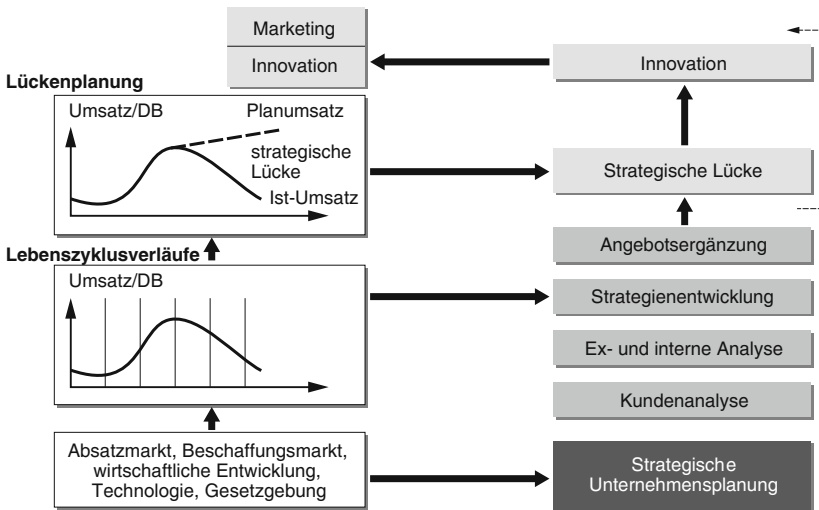 Marketing
Innovation
Lückenplanung
Umsatz/DB
Planumsatz
strategische
Lücke
Ist-Umsatz
Lebenszyklusverläufe
Umsatz/DB
Absatzmarkt, Beschaffungsmarkt,
wirtschaftliche Entwicklung,
Technologie, Gesetzgebung
Innovation
Strategische Lücke
Angebotsergänzung
Strategienentwicklung
Ex- und interne Analyse
Kundenanalyse
Strategische
Unternehmensplanung